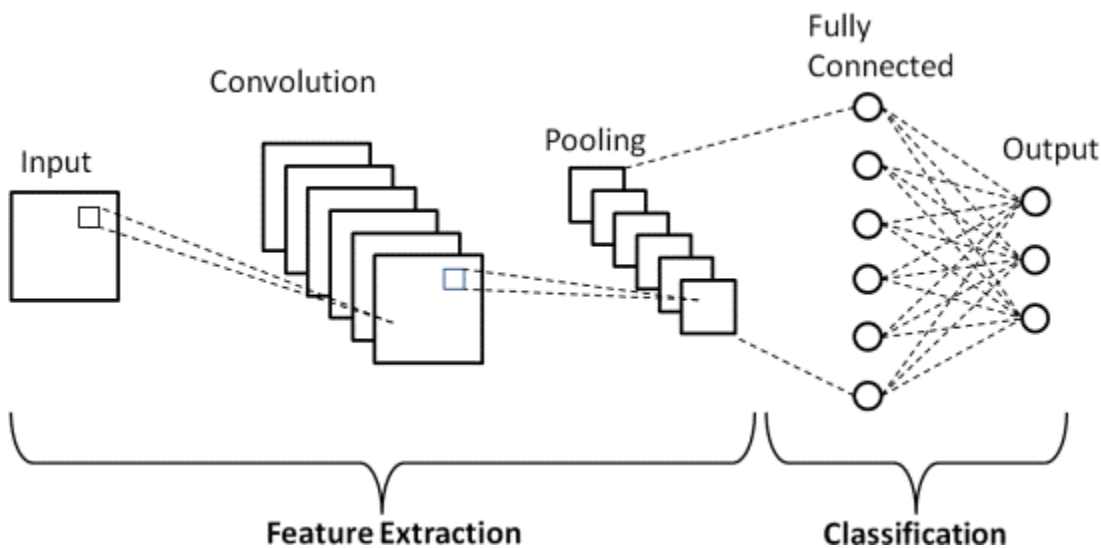 Input
Convolution
Pooling
Fully
Connected
Output
Feature Extraction
Classification